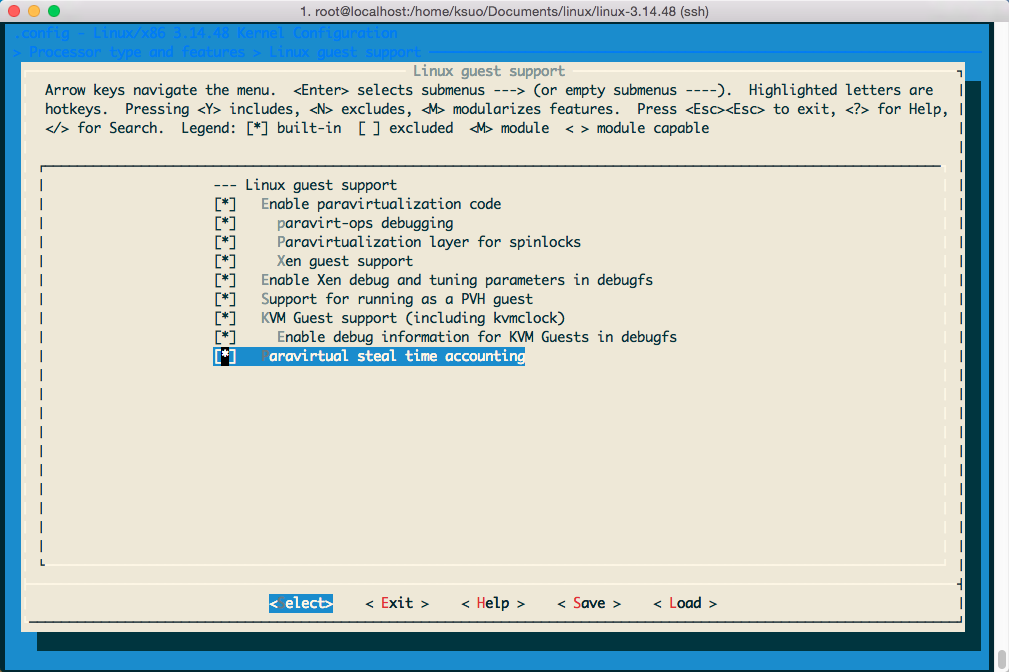 1. root@localhost:/home/ksuo/Documents/linux/linux-3.14.48 (ssh)
.config - Linux/x86 3.14.48 Kernel Configuration
> Processor type and features > Linux guest support
Linux guest support
Arrow keys navigate the menu.  <Enter> selects submenus ---> (or empty submenus ----).  Highlighted letters are
hotkeys.  Pressing <Y> includes, <N> excludes, <M> modularizes features.  Press <Esc><Esc> to exit, <?> for Help,
</> for Search.  Legend: [*] built-in  [ ] excluded  <M> module  < > module capable
--- Linux guest support
[*]   Enable paravirtualization code
[*]     paravirt-ops debugging
[*]     Paravirtualization layer for spinlocks
[*]     Xen guest support
[*]   Enable Xen debug and tuning parameters in debugfs
[*]   Support for running as a PVH guest
[*]   KVM Guest support (including kvmclock)
[*]     Enable debug information for KVM Guests in debugfs
[*]   Paravirtual steal time accounting
<Select>    < Exit >    < Help >    < Save >    < Load >